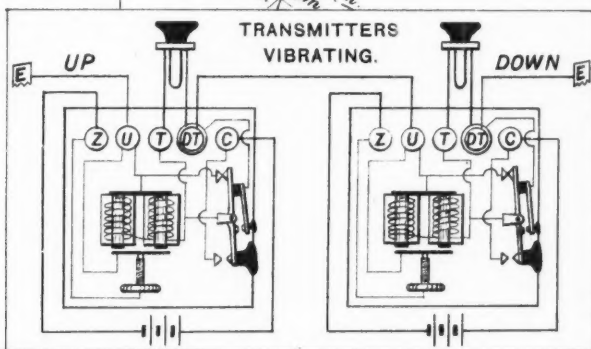 TRANSMITTERS
VIBRATING.
UP
DOWN
E
E
Z U T DT C
Z U T DT C